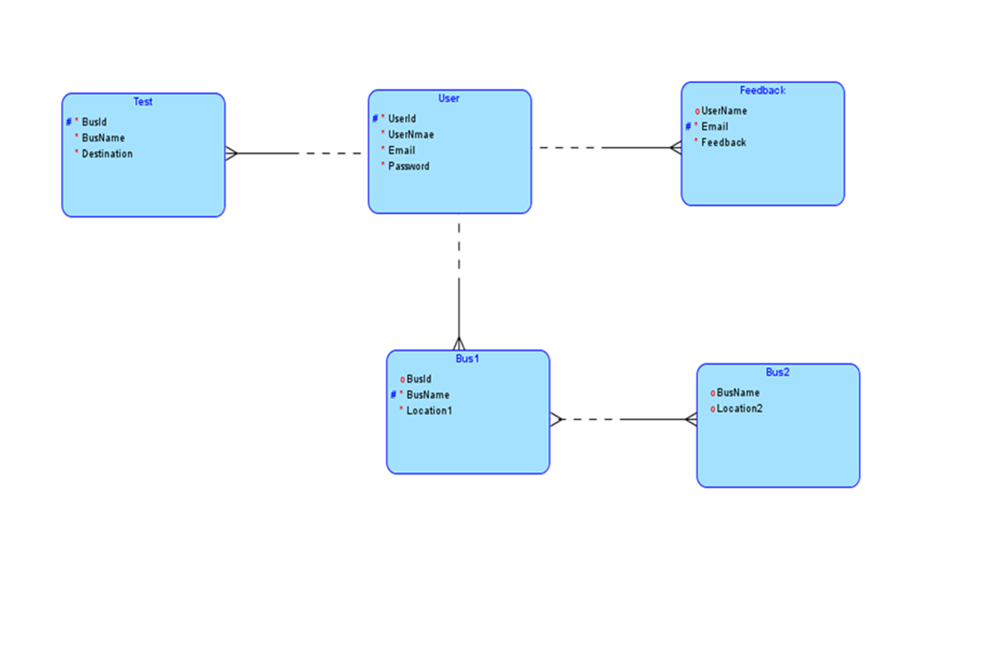 Test
# * BusId
* BusName
* Destination
User
# * UserId
* UserNmae
* Email
* Password
Feedback
o UserName
# * Email
* Feedback
Bus1
o BusId
# * BusName
* Location1
Bus2
o BusName
o Location2